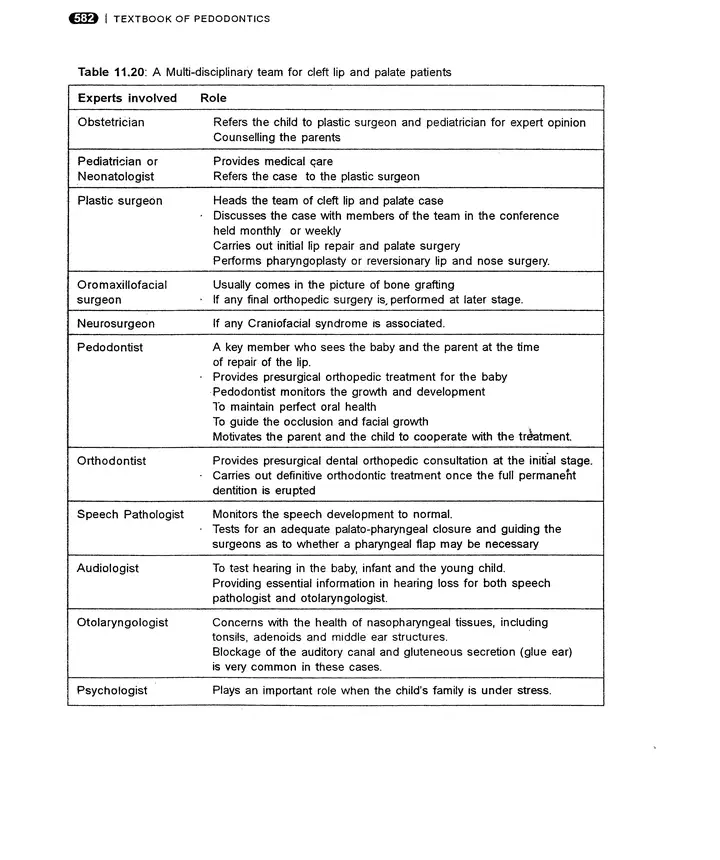 582 | TEXTBOOK OF PEDODONTICS
Table 11.20: A Multi-disciplinary team for cleft lip and palate patients
Experts involved Role
Obstetrician Refers the child to plastic surgeon and pediatrician for expert opinion
Counselling the parents
Pediatrician or Provides medical care
Neonatologist Refers the case to the plastic surgeon
Plastic surgeon Heads the team of cleft lip and palate case
· Discusses the case with members of the team in the conference
held monthly or weekly
Carries out initial lip repair and palate surgery
Performs pharyngoplasty or reversionary lip and nose surgery.
Oromaxillofacial Usually comes in the picture of bone grafting
surgeon · If any final orthopedic surgery is, performed at later stage.
Neurosurgeon If any Craniofacial syndrome is associated.
Pedodontist A key member who sees the baby and the parent at the time
of repair of the lip.
· Provides presurgical orthopedic treatment for the baby
Pedodontist monitors the growth and development
To maintain perfect oral health
To guide the occlusion and facial growth
Motivates the parent and the child to cooperate with the treatment.
Orthodontist Provides presurgical dental orthopedic consultation at the initial stage.
· Carries out definitive orthodontic treatment once the full permanent
dentition is erupted
Speech Pathologist Monitors the speech development to normal.
· Tests for an adequate palato-pharyngeal closure and guiding the
surgeons as to whether a pharyngeal flap may be necessary
Audiologist To test hearing in the baby, infant and the young child.
Providing essential information in hearing loss for both speech
pathologist and otolaryngologist.
Otolaryngologist Concerns with the health of nasopharyngeal tissues, including
tonsils, adenoids and middle ear structures.
Blockage of the auditory canal and gluteneous secretion (glue ear)
is very common in these cases.
Psychologist Plays an important role when the child's family is under stress.